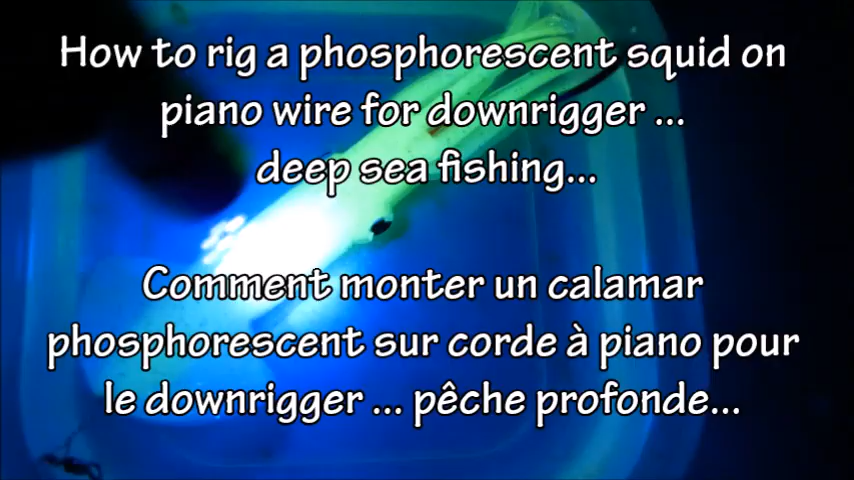 How to rig a phosphorescent squid on
piano wire for downrigger ...
deep sea fishing...
Comment monter un calamar
phosphorescent sur corde à piano pour
le downrigger ... pêche profonde...